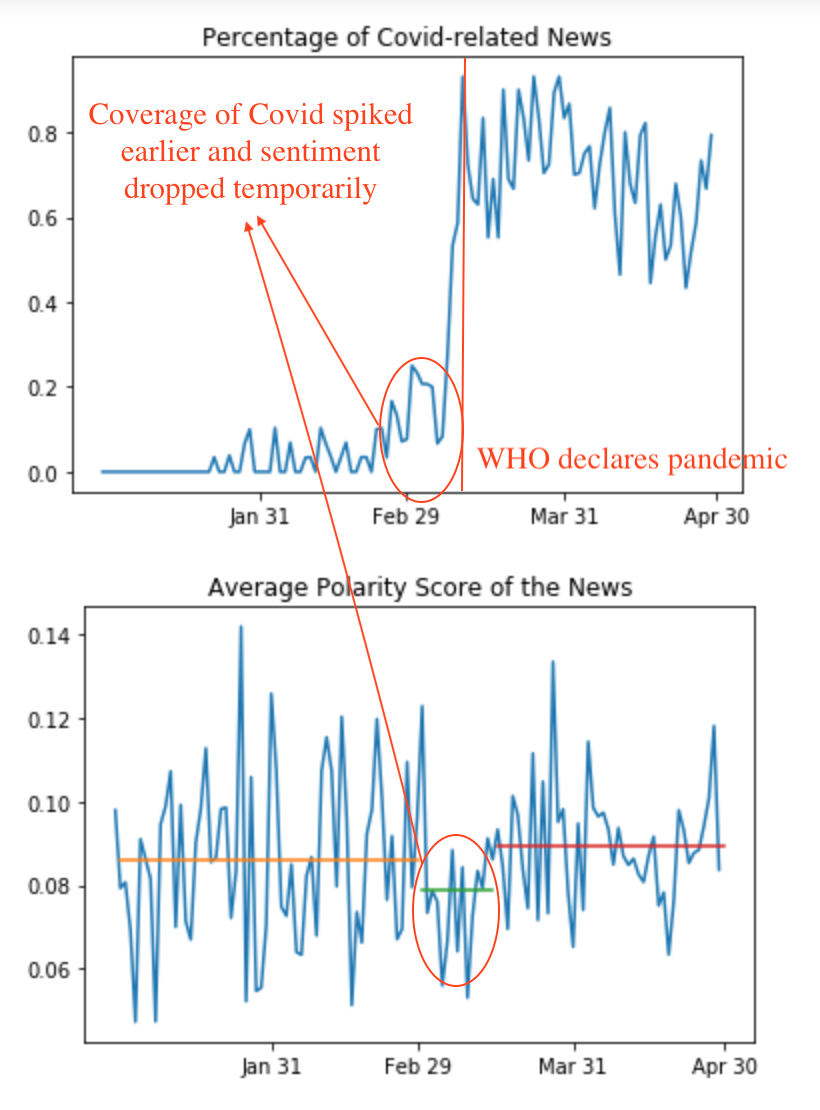 Percentage of Covid-related News
Coverage of Covid spiked
earlier and sentiment
dropped temporarily
0.8
0.6
0.4
0.2
0.0
WHO declares pandemic
Jan 31 Feb 29 Mar 31 Apr 30
Average Polarity Score of the News
0.14
0.12
0.10
0.08
0.06
Jan 31 Feb 29 Mar 31 Apr 30